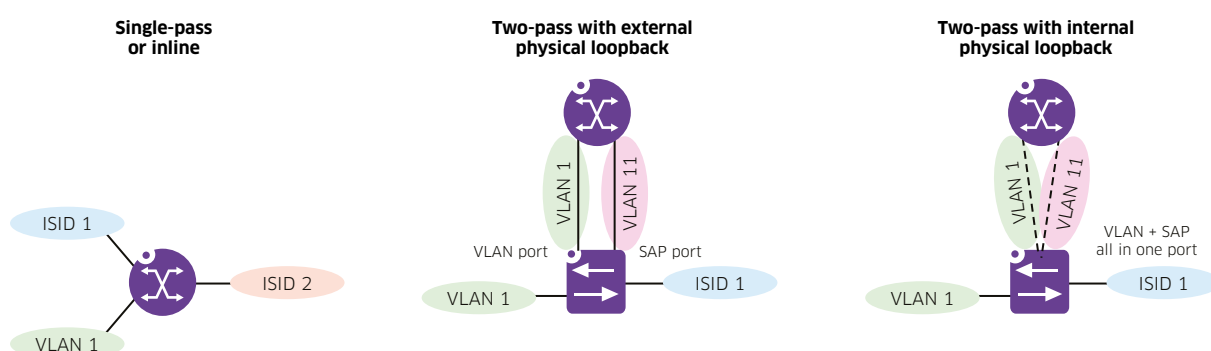 Single-pass
or inline
ISID 1
ISID 2
VLAN 1
Two-pass with external
physical loopback
VLAN 1
VLAN 11
VLAN port
SAP port
VLAN 1
ISID 1
Two-pass with internal
physical loopback
VLAN 1
VLAN 11
VLAN + SAP
all in one port
VLAN 1
ISID 1